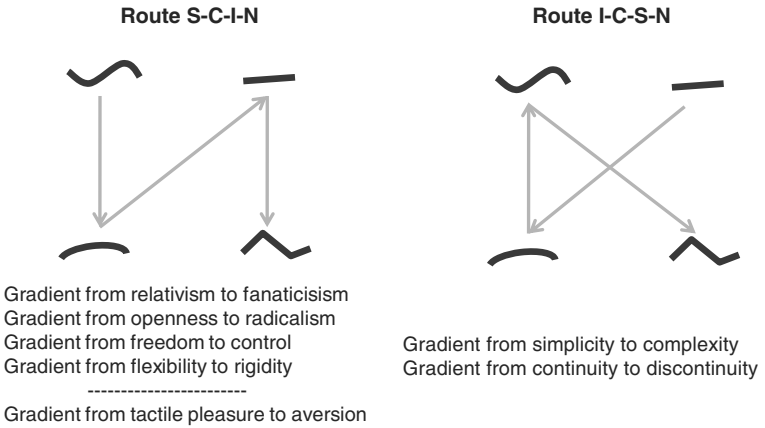 Route S-C-I-N
Route I-C-S-N
Gradient from relativism to fanaticisism
Gradient from openness to radicalism
Gradient from freedom to control
Gradient from flexibility to rigidity
------------------------
Gradient from tactile pleasure to aversion
Gradient from simplicity to complexity
Gradient from continuity to discontinuity